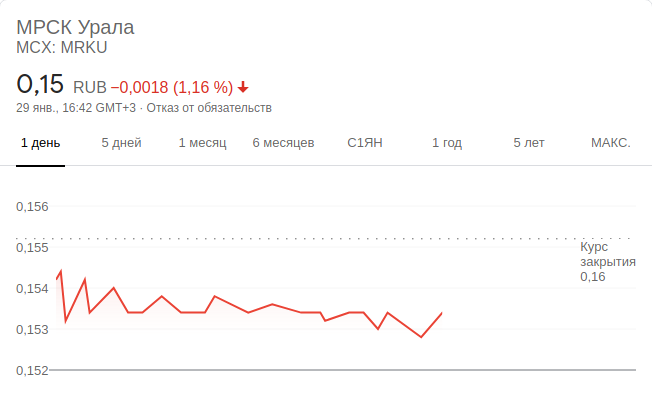 МРСК Урала
MCX: MRKU
0,15 RUB −0,0018 (1,16 %)
29 янв., 16:42 GMT+3 · Отказ от обязательств
1 день 5 дней 1 месяц 6 месяцев С1ЯН 1 год 5 лет МАКС.
0,156
0,155
Курс
закрытия
0,16
0,154
0,153
0,152